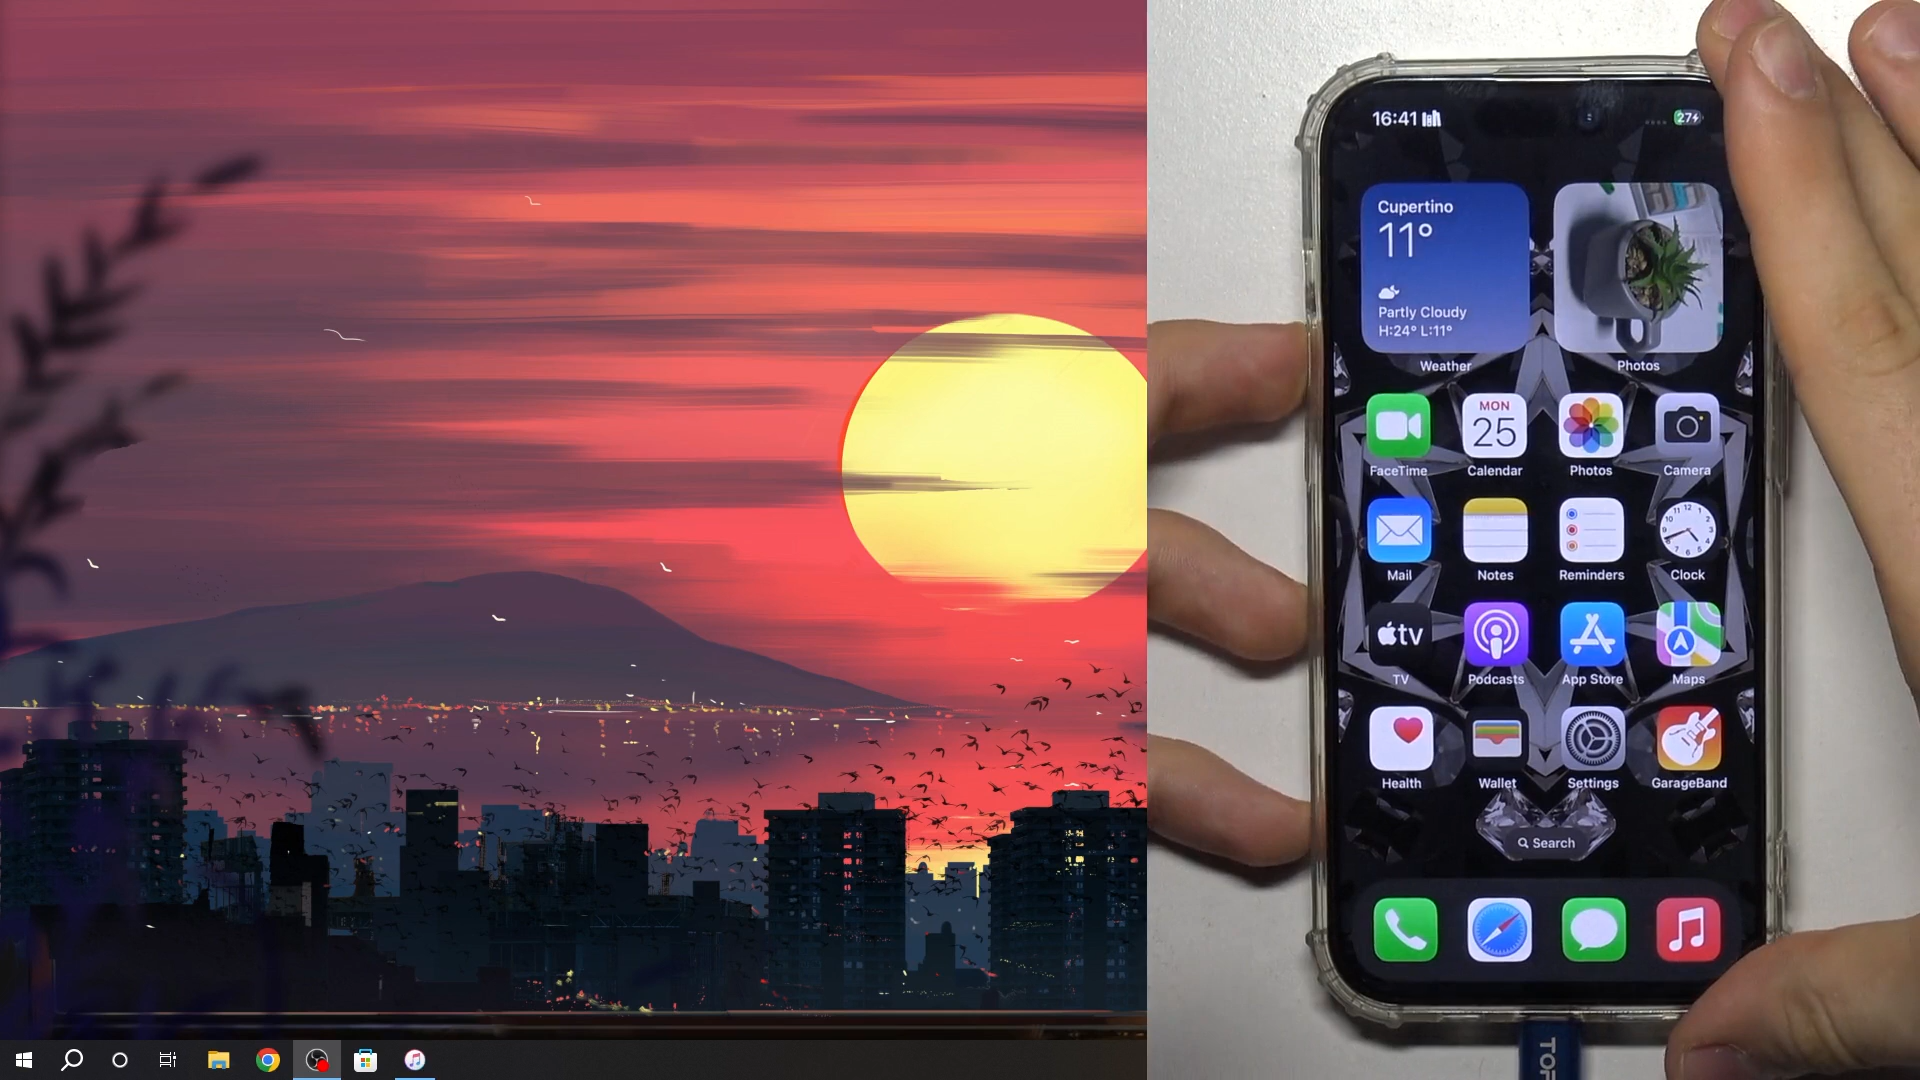 16:41
27
Cupertino
11°
Partly Cloudy
H:24° L:11°
Weather
Photos
MON
25
FaceTime
Calendar
Photos
Camera
Mail
Notes
Reminders
Clock
tv
TV
Podcasts
App Store
Maps
Health
Wallet
Settings
GarageBand
Search